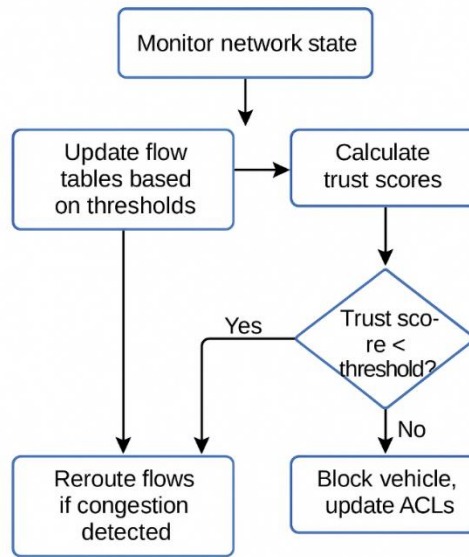 Monitor network state
Update flow
tables based
on thresholds
Calculate
trust scores
Trust sco-
re <
threshold?
Yes
No
Reroute flows
if congestion
detected
Block vehicle,
update ACLs